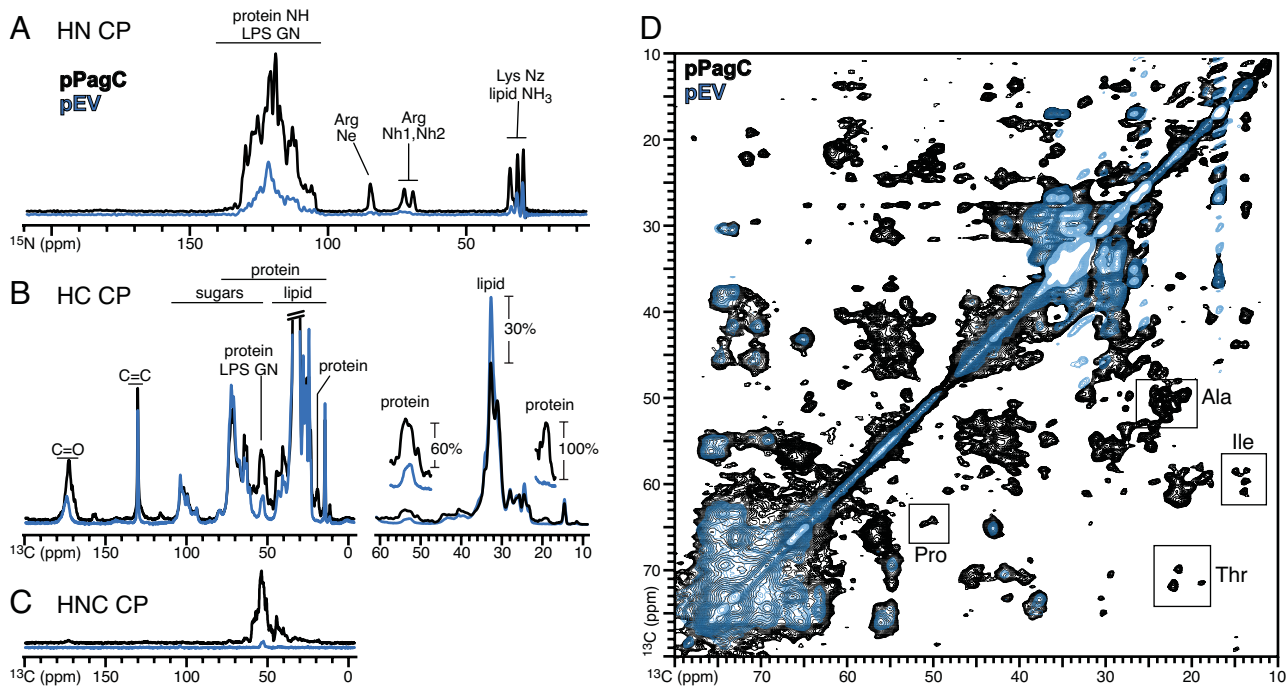 A HN CP
protein NH
LPS GN
pPagC
pEV
Arg
Ne
Arg
Nh1,Nh2
Lys Nz
lipid NH3
15N (ppm) 150 100 50
B HC CP
protein
sugars
lipid
C=O
C=C
protein
LPS GN
protein
13C (ppm) 150 100 50 0
lipid
30%
protein
60%
protein
100%
60 50 40 30 20 10
C HNC CP
13C (ppm) 150 100 50 0
D
pPagC
pEV
10
20
30
40
50
60
70
13C (ppm)
Ala
Ile
Pro
Thr
13C (ppm) 70 60 50 40 30 20 10